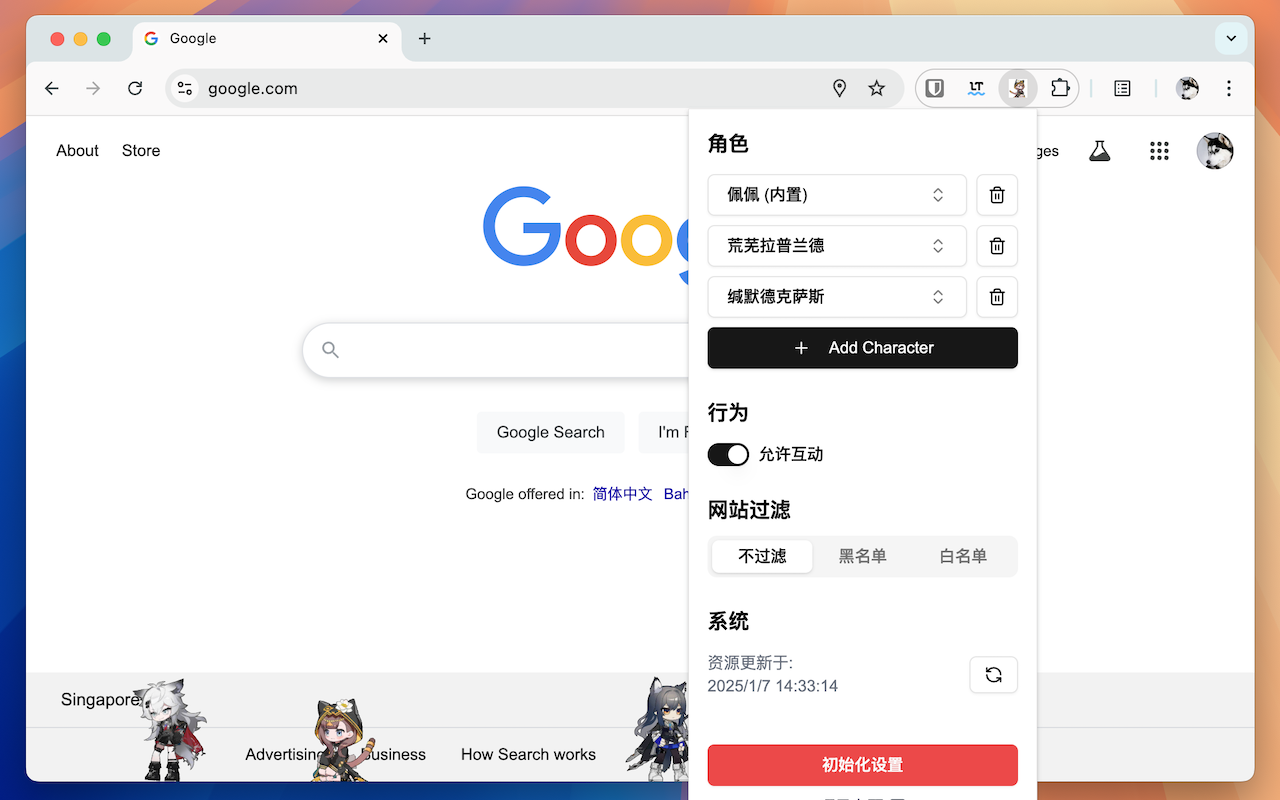 Google
google.com
LT
About Store
ges
角色
佩佩 (内置)
荒芜拉普兰德
缄默德克萨斯
Add Character
Goog
行为
Google Search
I'm F
允许互动
Google offered in: 简体中文 Bah
网站过滤
不过滤 黑名单 白名单
系统
资源更新于:
2025/1/7 14:33:14
Singapore
Advertising usiness How Search works
初始化设置